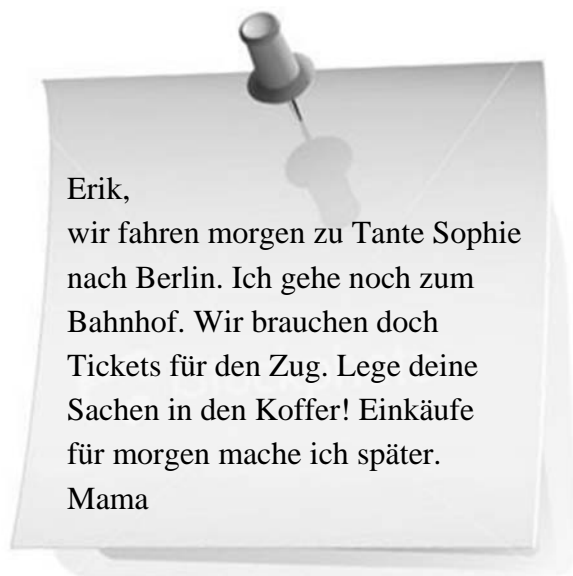 Erik,
wir fahren morgen zu Tante Sophie
nach Berlin. Ich gehe noch zum
Bahnhof. Wir brauchen doch
Tickets für den Zug. Lege deine
Sachen in den Koffer! Einkäufe
für morgen mache ich später.
Mama